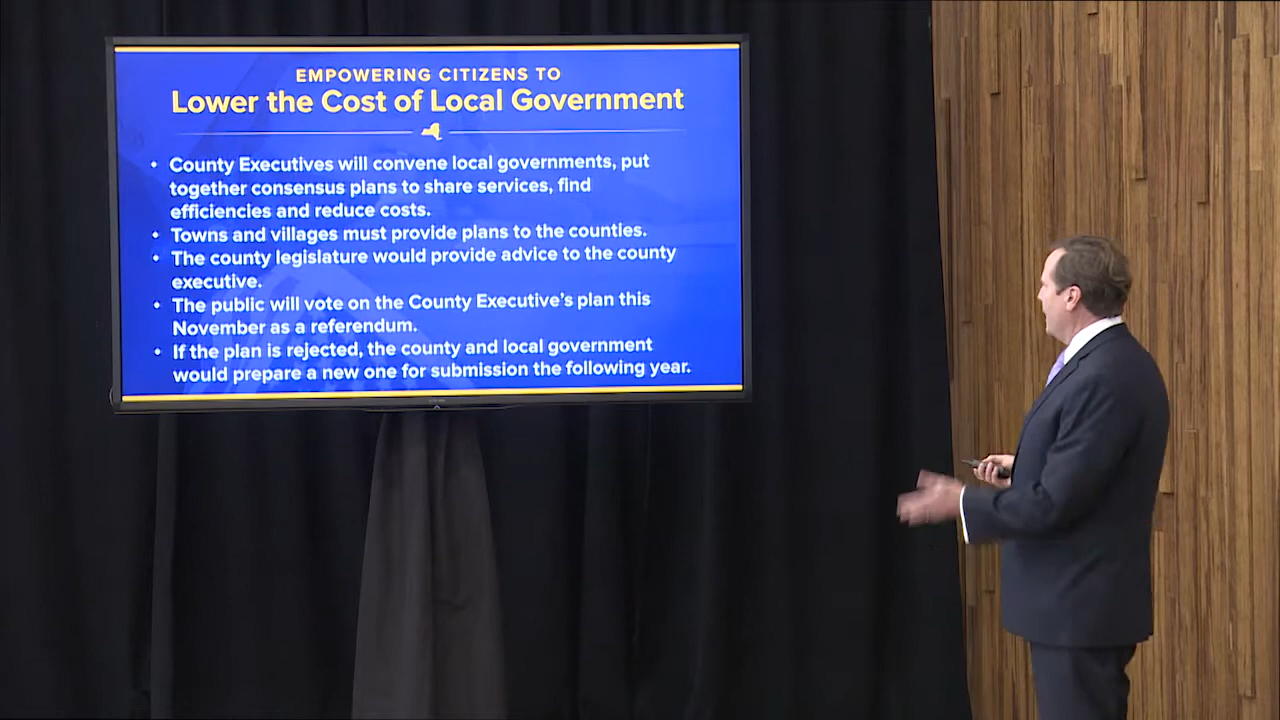 EMPOWERING CITIZENS TO
Lower the Cost of Local Government
• County Executives will convene local governments, put
together consensus plans to share services, find
efficiencies and reduce costs.
• Towns and villages must provide plans to the counties.
• The county legislature would provide advice to the county
executive.
• The public will vote on the County Executive's plan this
November as a referendum.
• If the plan is rejected, the county and local government
would prepare a new one for submission the following year.